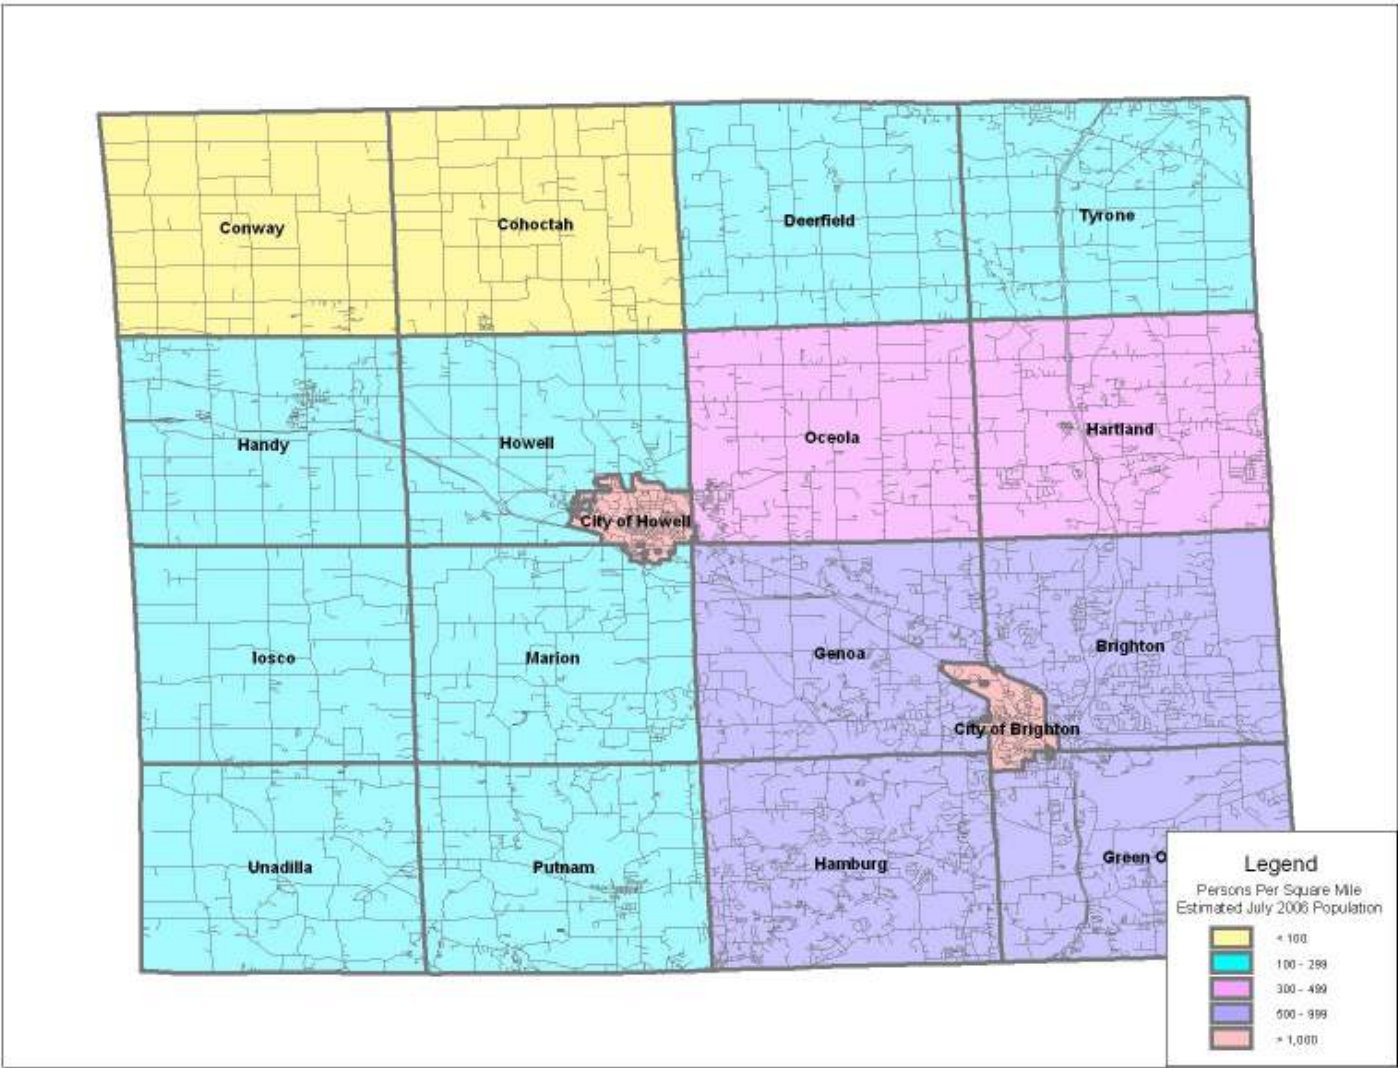 Conway
Cohoctah
Deerfield
Tyrone
Handy
Howell
Oceola
Hartland
City of Howell
Iosco
Marion
Genoa
Brighton
City of Brighton
Unadilla
Putnam
Hamburg
Green O
Legend
Persons Per Square Mile
Estimated July 2006 Population
< 100
100 - 299
300 - 499
500 - 999
> 1,000